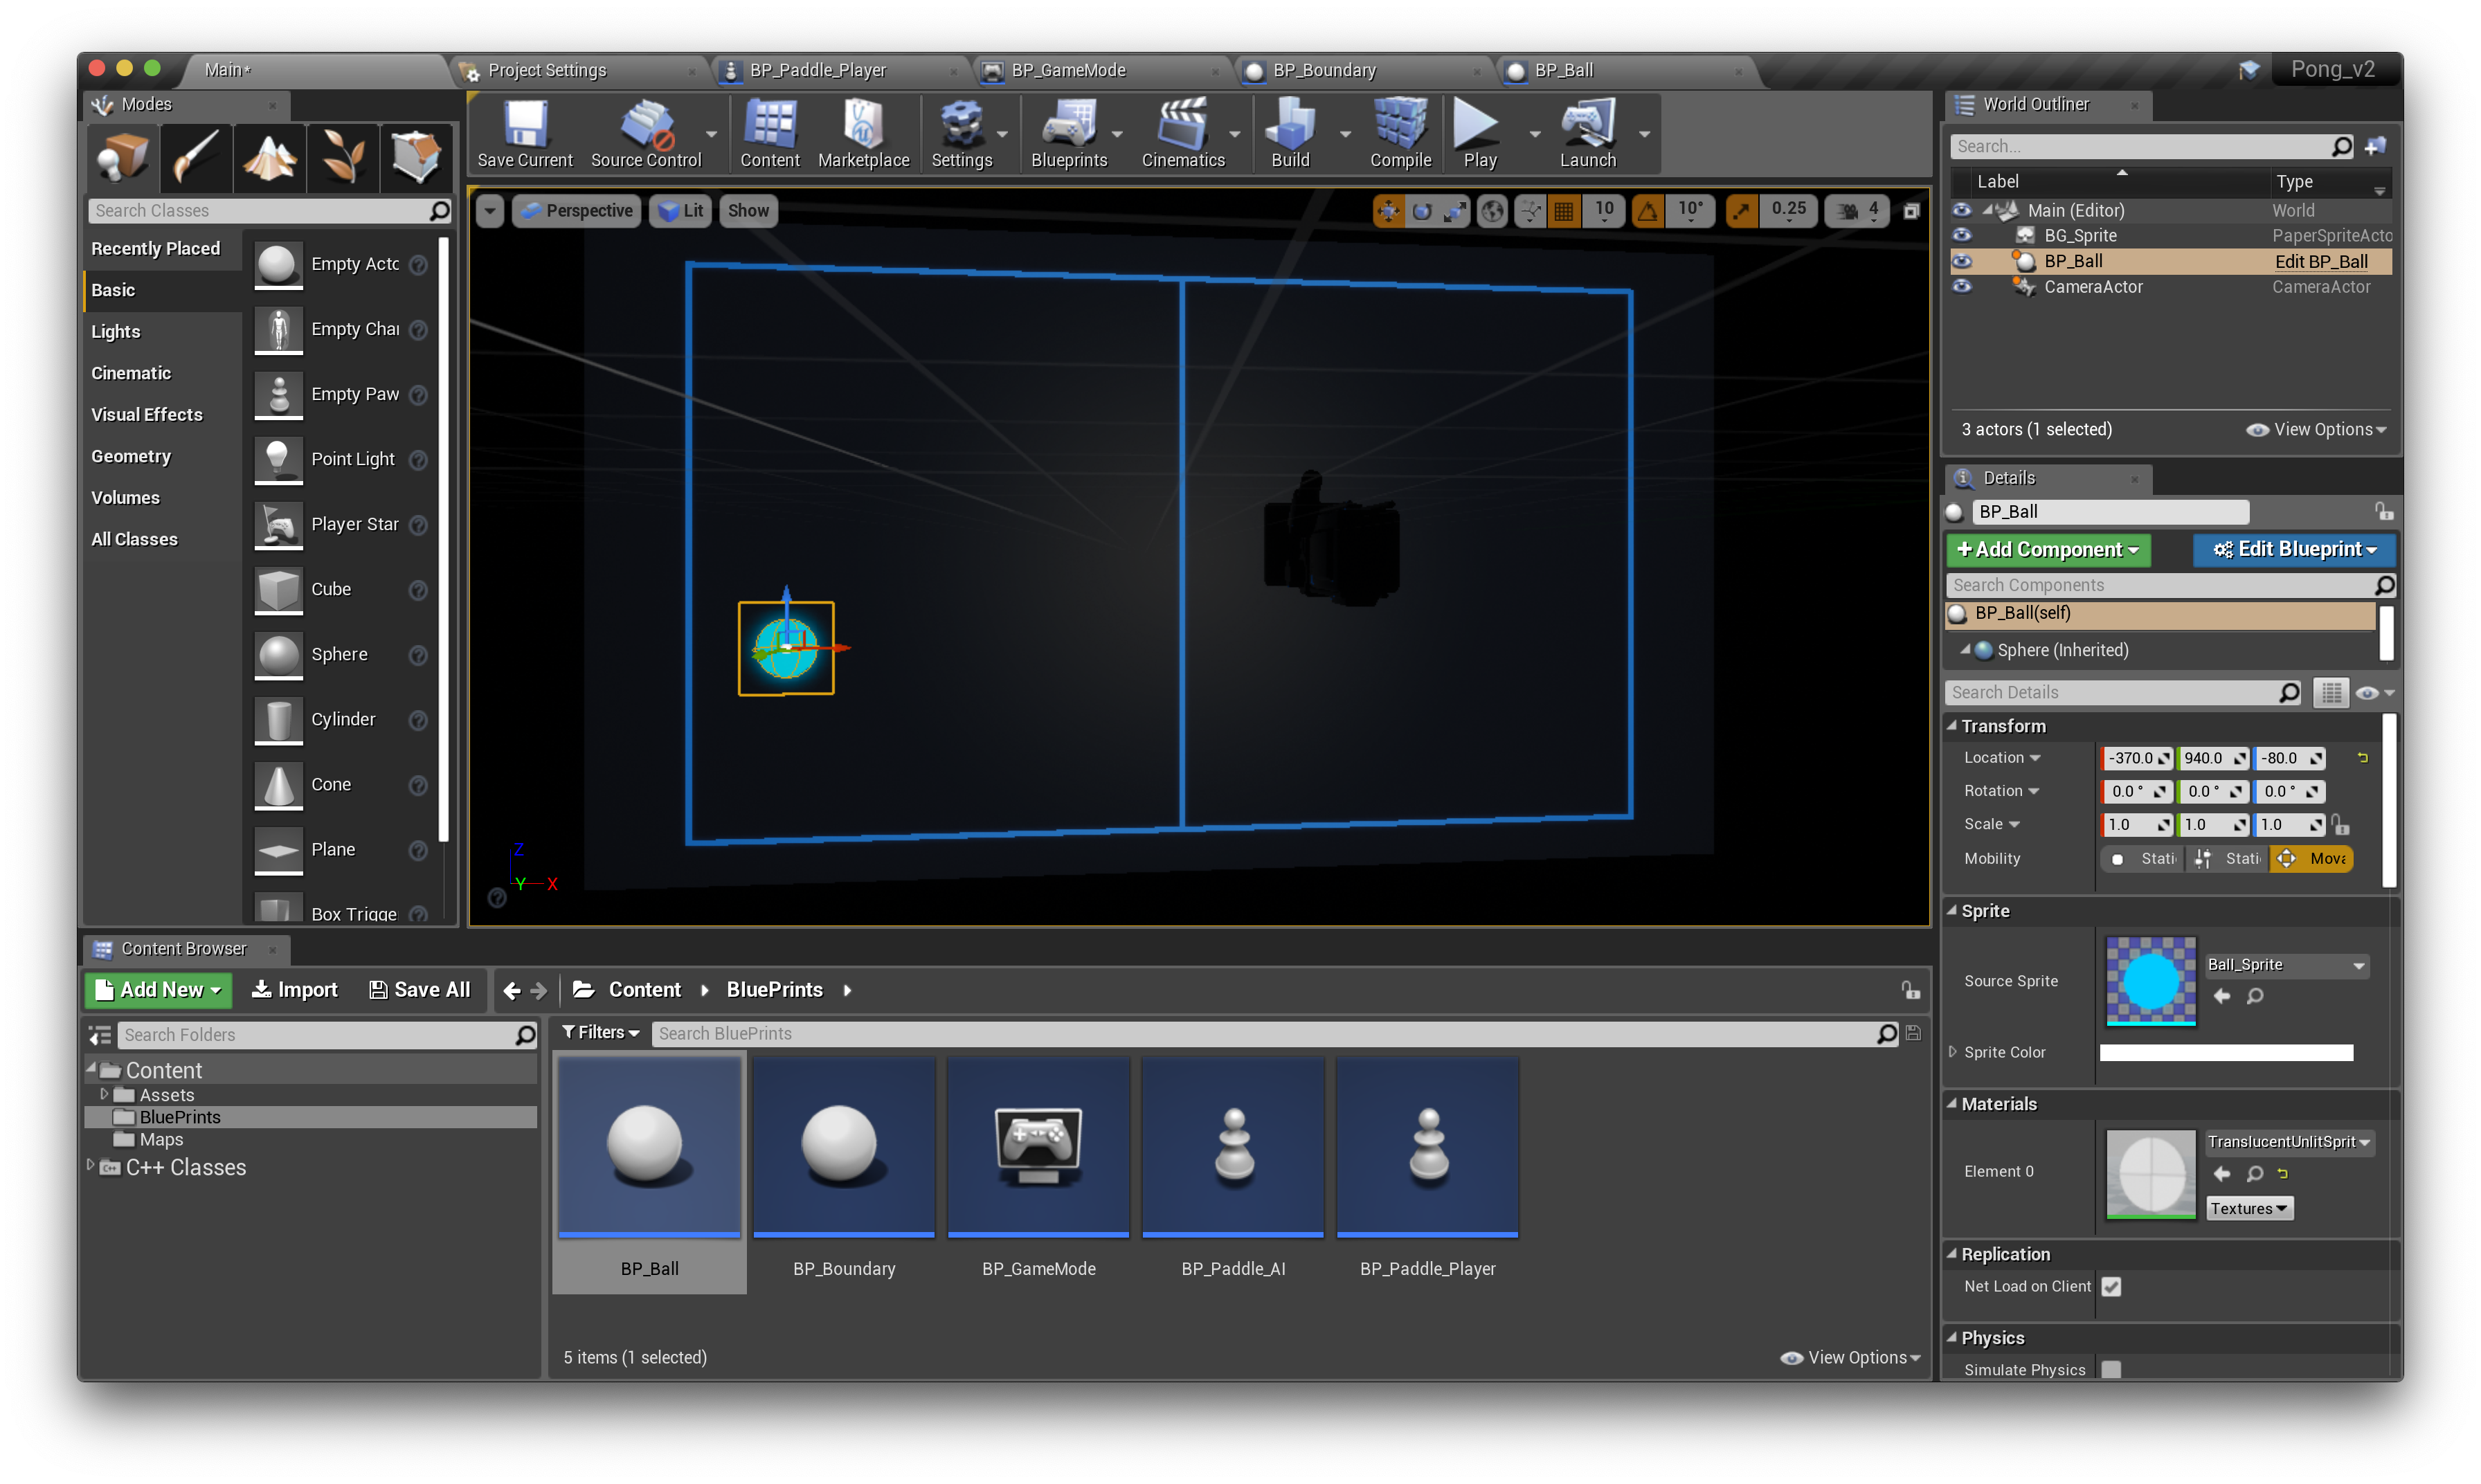 Main*
Project Settings
BP_Paddle_Player
BP_GameMode
BP_Boundary
BP_Ball
Pong_v2
Modes
Search Classes
Recently Placed
Basic
Lights
Cinematic
Visual Effects
Geometry
Volumes
All Classes
Empty Acto
Empty Char
Empty Paw
Point Light
Player Star
Cube
Sphere
Cylinder
Cone
Plane
Box Trigge
Save Current
Source Control
Content
Marketplace
Settings
Blueprints
Cinematics
Build
Compile
Play
Launch
Perspective
Lit
Show
10
10°
0.25
4
Z
Y
X
World Outliner
Search...
Label
Type
Main (Editor)
World
BG_Sprite
PaperSpriteActo
BP_Ball
Edit BP_Ball
CameraActor
CameraActor
3 actors (1 selected)
View Options
Details
BP_Ball
+Add Component
Edit Blueprint
Search Components
BP_Ball(self)
Sphere (Inherited)
Search Details
Transform
Location
-370.0
940.0
-80.0
Rotation
0.0 °
0.0 °
0.0 °
Scale
1.0
1.0
1.0
Mobility
Stati
Stati
Mova
Sprite
Source Sprite
Ball_Sprite
Sprite Color
Materials
Element 0
TranslucentUnlitSprit
Textures
Replication
Net Load on Client
Physics
Simulate Physics
Content Browser
Add New
Import
Save All
Content
BluePrints
Search Folders
Content
Assets
BluePrints
Maps
C++ Classes
Filters
Search BluePrints
BP_Ball
BP_Boundary
BP_GameMode
BP_Paddle_AI
BP_Paddle_Player
5 items (1 selected)
View Options